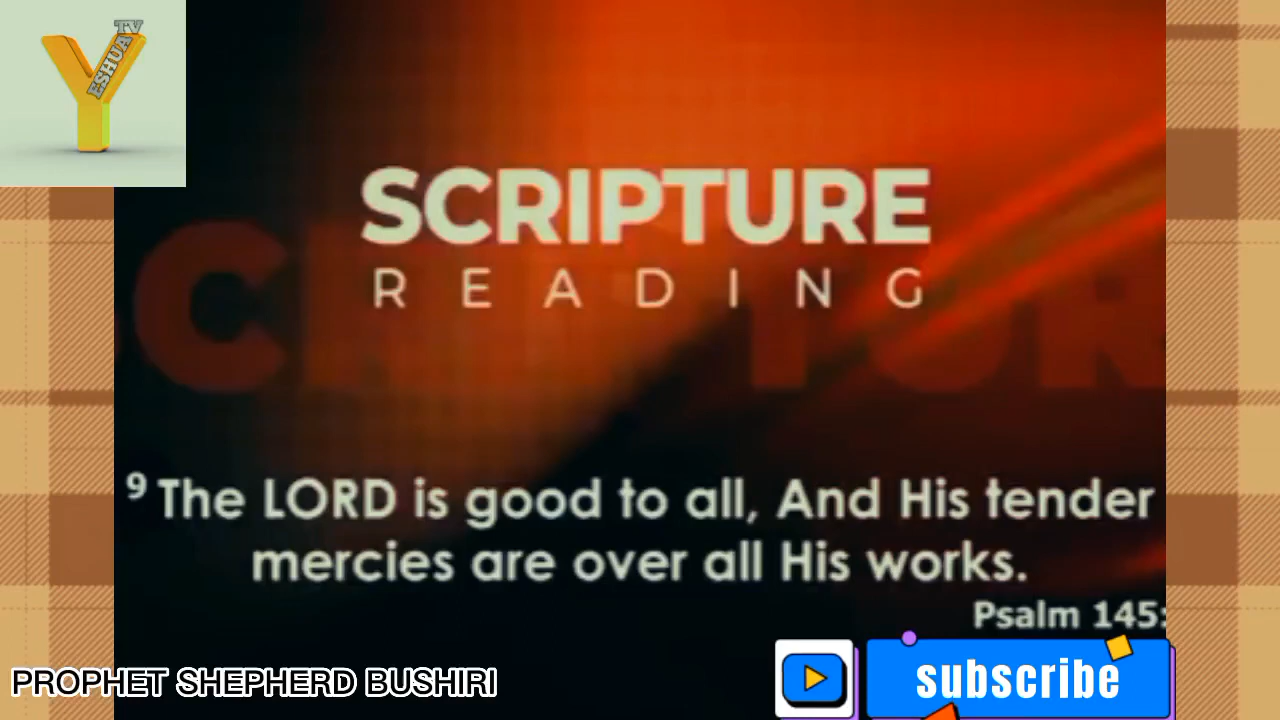 TV
YESHUA
SCRIPTURE
READING
9 The LORD is good to all, And His tender
mercies are over all His works.
Psalm 145:
PROPHET SHEPHERD BUSHIRI
subscribe